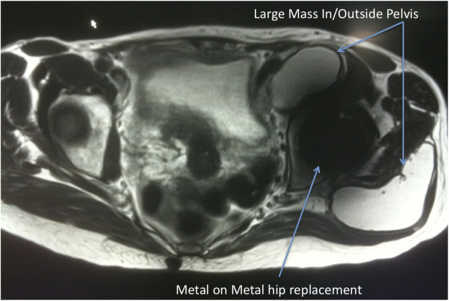 Large Mass In/Outside Pelvis
Metal on Metal hip replacement